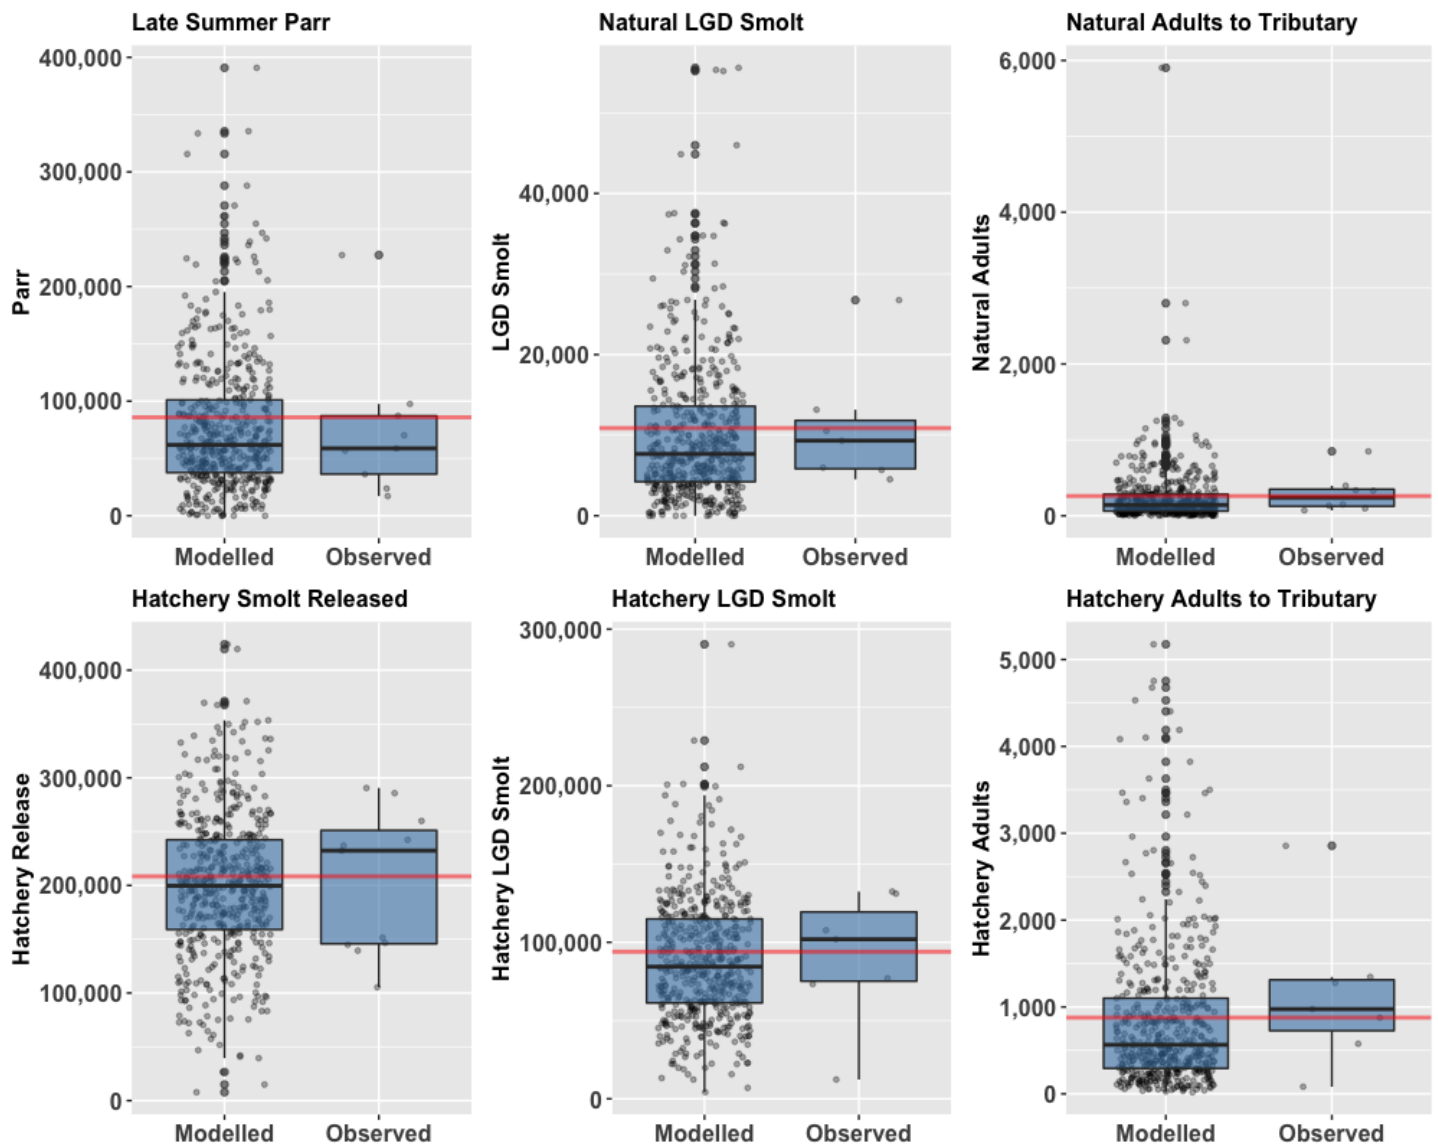 Late Summer Parr
Parr
400,000
300,000
200,000
100,000
0
Modelled Observed
Natural LGD Smolt
LGD Smolt
40,000
20,000
0
Modelled Observed
Natural Adults to Tributary
Natural Adults
6,000
4,000
2,000
0
Modelled Observed
Hatchery Smolt Released
Hatchery Release
400,000
300,000
200,000
100,000
0
Modelled Observed
Hatchery LGD Smolt
Hatchery LGD Smolt
300,000
200,000
100,000
0
Modelled Observed
Hatchery Adults to Tributary
Hatchery Adults
5,000
4,000
3,000
2,000
1,000
0
Modelled Observed